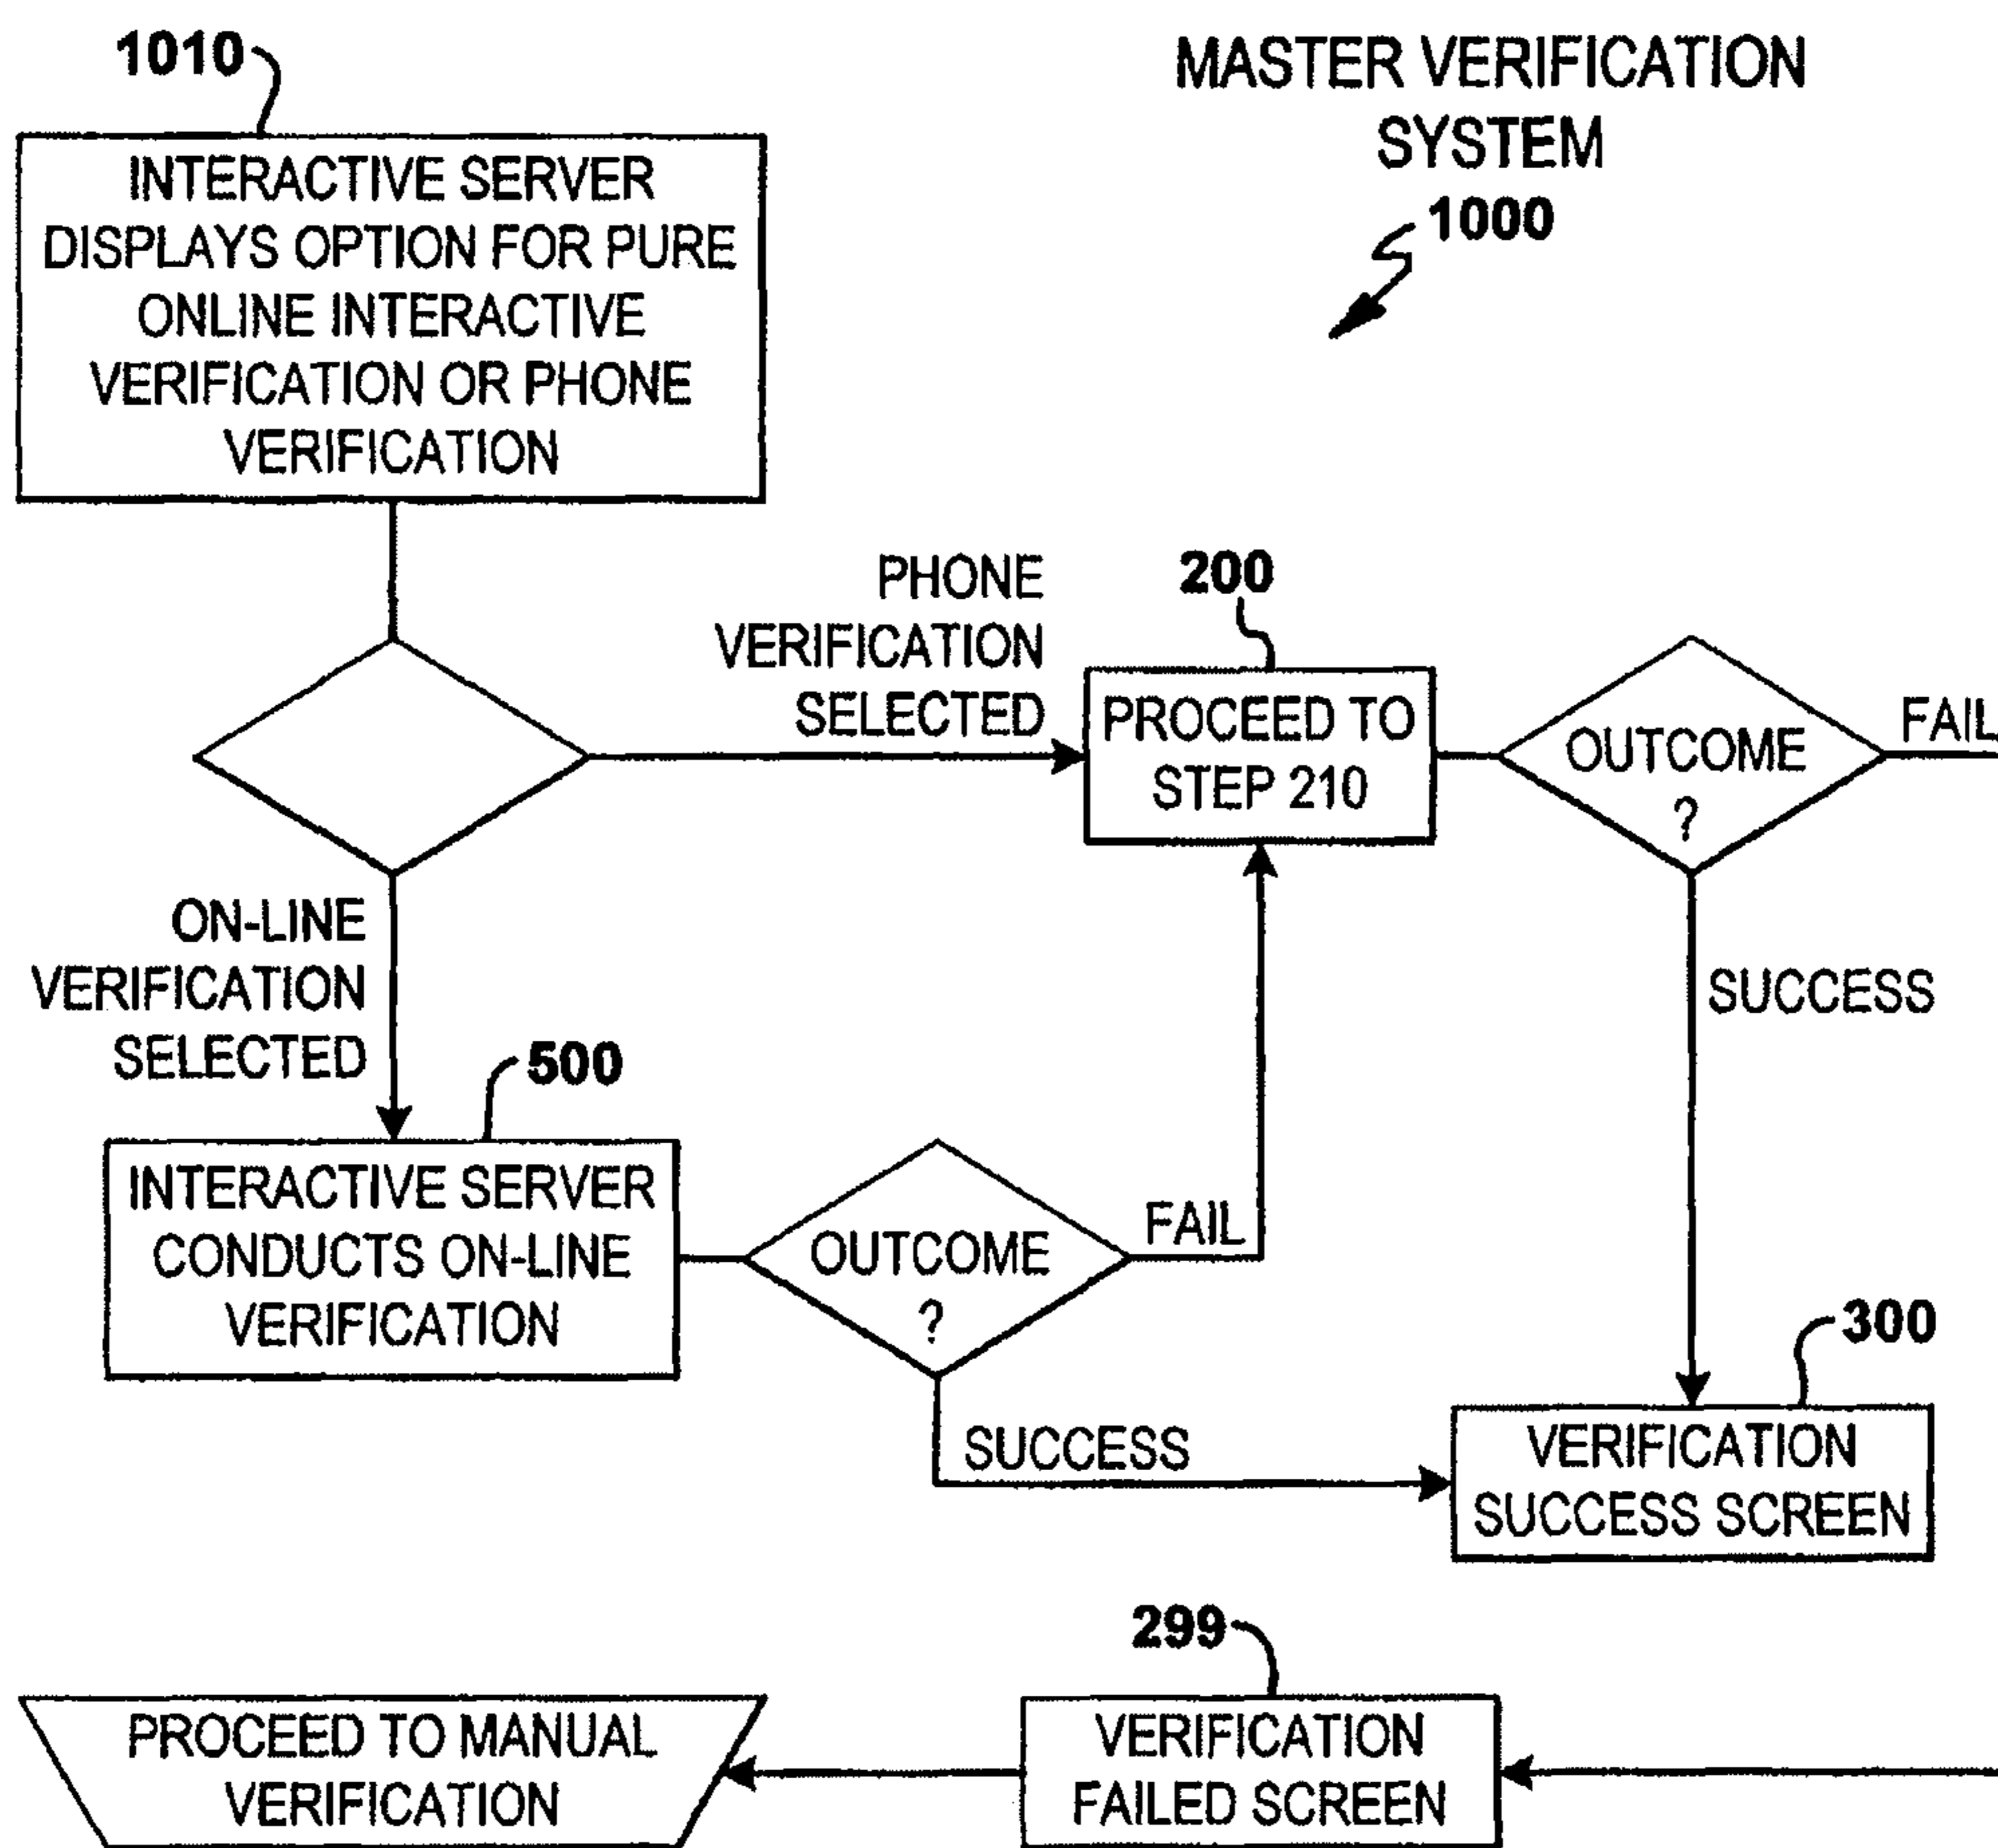 1010
MASTER VERIFICATION
SYSTEM
1000
INTERACTIVE SERVER
DISPLAYS OPTION FOR PURE
ONLINE INTERACTIVE
VERIFICATION OR PHONE
VERIFICATION
PHONE
VERIFICATION
SELECTED
200
PROCEED TO
STEP 210
OUTCOME
?
FAIL
ON-LINE
VERIFICATION
SELECTED
SUCCESS
500
INTERACTIVE SERVER
CONDUCTS ON-LINE
VERIFICATION
OUTCOME
?
FAIL
SUCCESS
300
VERIFICATION
SUCCESS SCREEN
299
PROCEED TO MANUAL
VERIFICATION
VERIFICATION
FAILED SCREEN